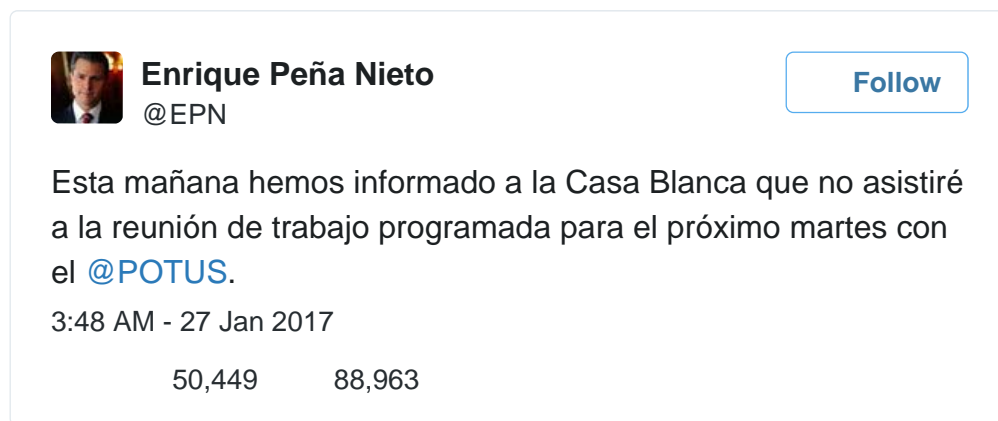 Enrique Peña Nieto
@EPN
Follow
Esta mañana hemos informado a la Casa Blanca que no asistiré
a la reunión de trabajo programada para el próximo martes con
el @POTUS.
3:48 AM - 27 Jan 2017
50,449 88,963